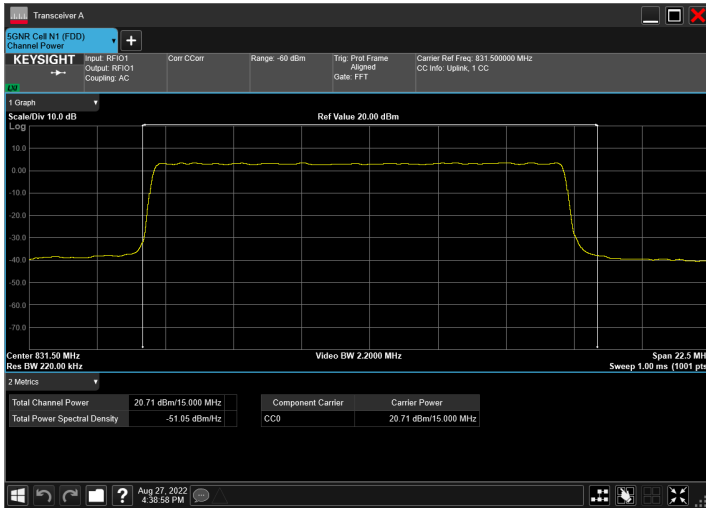 Transceiver A
5GNR Cell N1 (FDD)
Channel Power
KEYSIGHT
Input: RFIO1
Output: RFIO1
Coupling: AC
Corr CCorr
Range: -60 dBm
Trig: Prot Frame
Aligned
Gate: FFT
Carrier Ref Freq: 831.500000 MHz
CC Info: Uplink, 1 CC
LXI
1 Graph
Scale/Div 10.0 dB
Ref Value 20.00 dBm
Log
10.0
0.00
-10.0
-20.0
-30.0
-40.0
-50.0
-60.0
-70.0
Center 831.50 MHz
Video BW 2.2000 MHz
Span 22.5 MH
Res BW 220.00 kHz
Sweep 1.00 ms (1001 pts
2 Metrics
Total Channel Power 20.71 dBm/15.000 MHz
Total Power Spectral Density -51.05 dBm/Hz
Component Carrier Carrier Power
CC0 20.71 dBm/15.000 MHz
Aug 27, 2022
4:38:58 PM